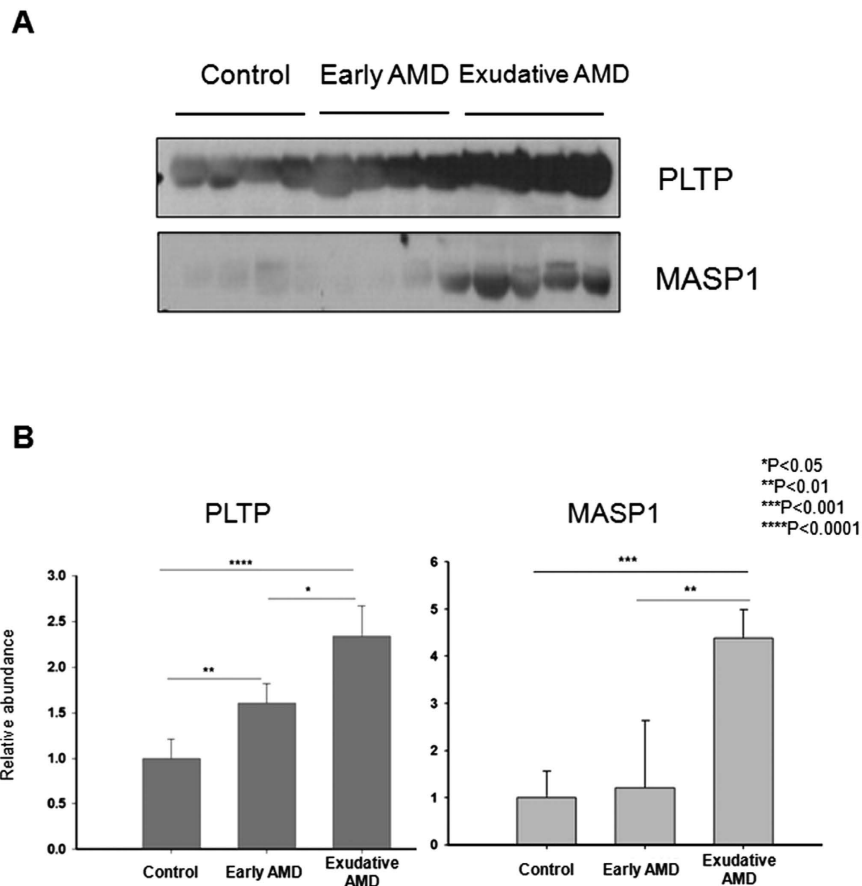 A
Control Early AMD Exudative AMD
PLTP
MASP1
B
*P<0.05
**P<0.01
***P<0.001
****P<0.0001
PLTP
MASP1
Relative abundance
3.0
2.5
2.0
1.5
1.0
0.5
0.0
****
*
**
Control Early AMD Exudative AMD
6
5
4
3
2
1
0
***
**
Control Early AMD Exudative AMD